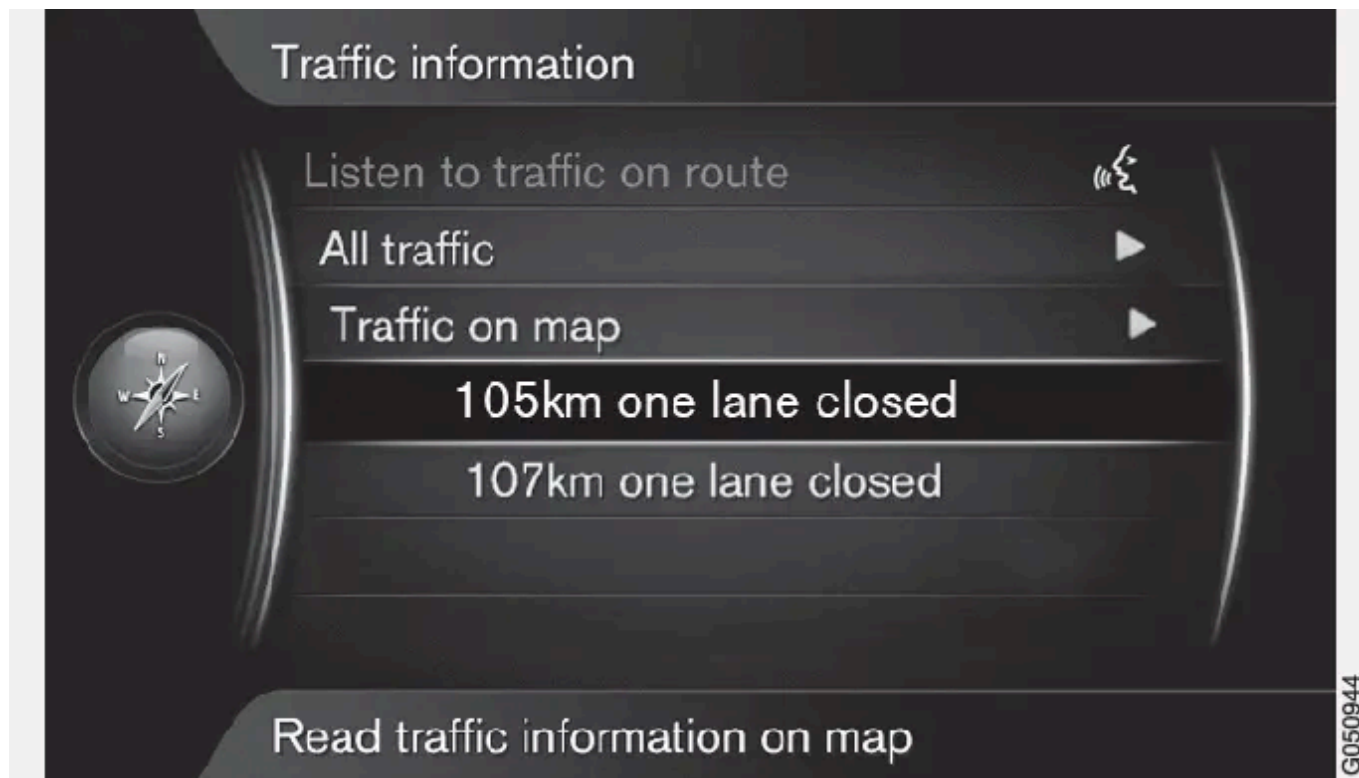 Traffic information
Listen to traffic on route
All traffic
Traffic on map
N
W E
S
105km one lane closed
107km one lane closed
Read traffic information on map
G050944